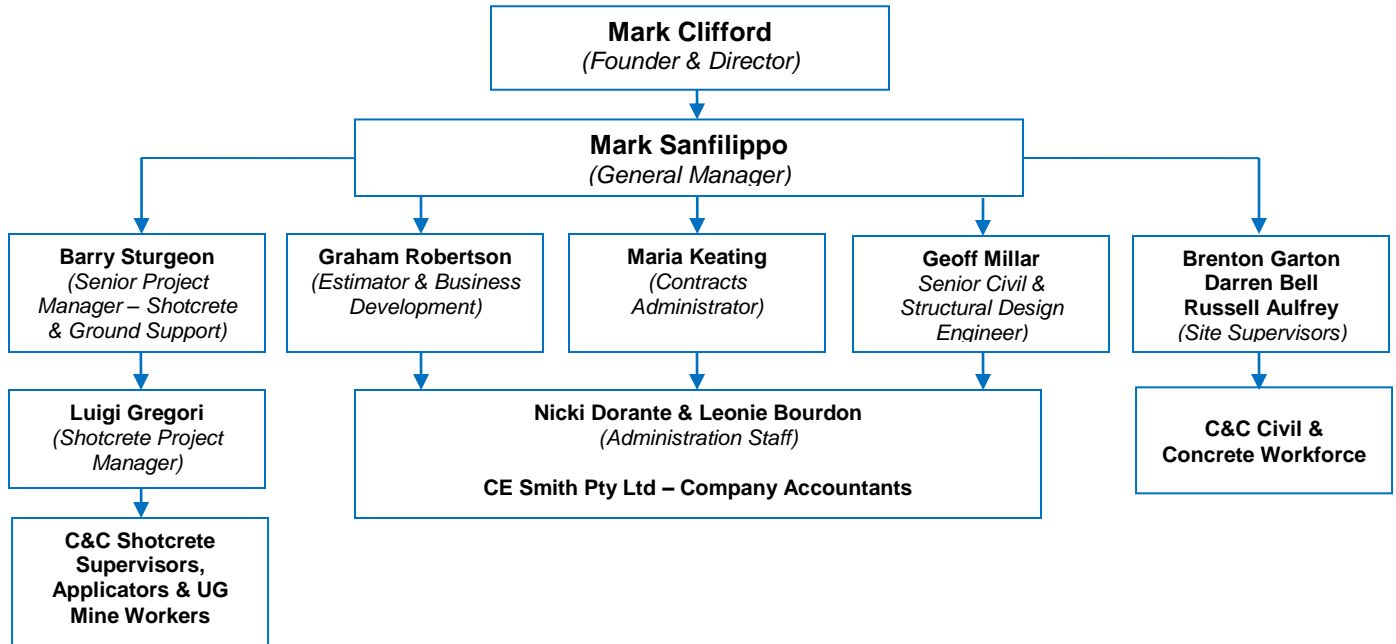 Mark Clifford
(Founder & Director)
Mark Sanfilippo
(General Manager)
Barry Sturgeon
(Senior Project
Manager – Shotcrete
& Ground Support)
Graham Robertson
(Estimator & Business
Development)
Maria Keating
(Contracts
Administrator)
Geoff Millar
Senior Civil &
Structural Design
Engineer)
Brenton Garton
Darren Bell
Russell Aulfrey
(Site Supervisors)
Luigi Gregori
(Shotcrete Project
Manager)
Nicki Dorante & Leonie Bourdon
(Administration Staff)
CE Smith Pty Ltd – Company Accountants
C&C Civil &
Concrete Workforce
C&C Shotcrete
Supervisors,
Applicators & UG
Mine Workers